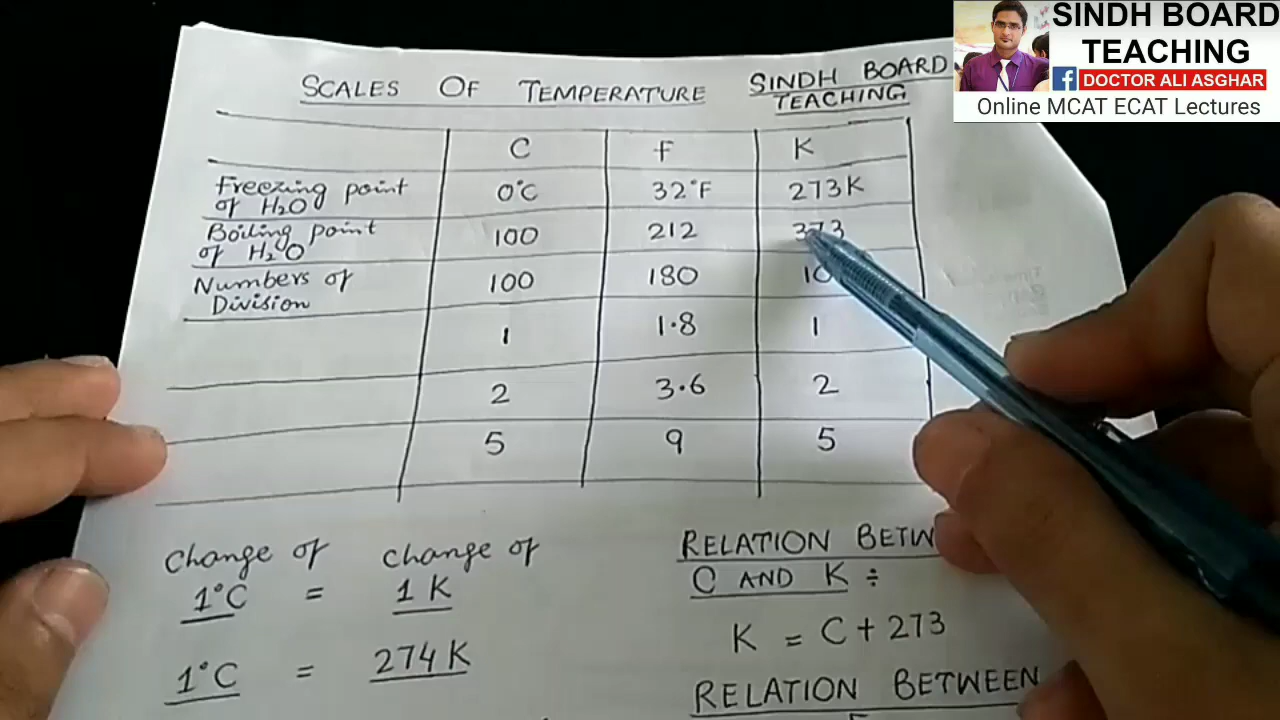 SINDH BOARD
TEACHING
f DOCTOR ALI ASGHAR
Online MCAT ECAT Lectures
SCALES OF TEMPERATURE
SINDH BOARD
TEACHING
C F K
Freezing point of H₂O 0°C 32°F 273K
Boiling point of H₂O 100 212 373
Numbers of Division 100 180
1 1.8 1
2 3.6 2
5 9 5
Change of change of
1°C = 1 K
1°C = 274 K
RELATION
C AND K ÷
K = C + 273
RELATION BETWEEN